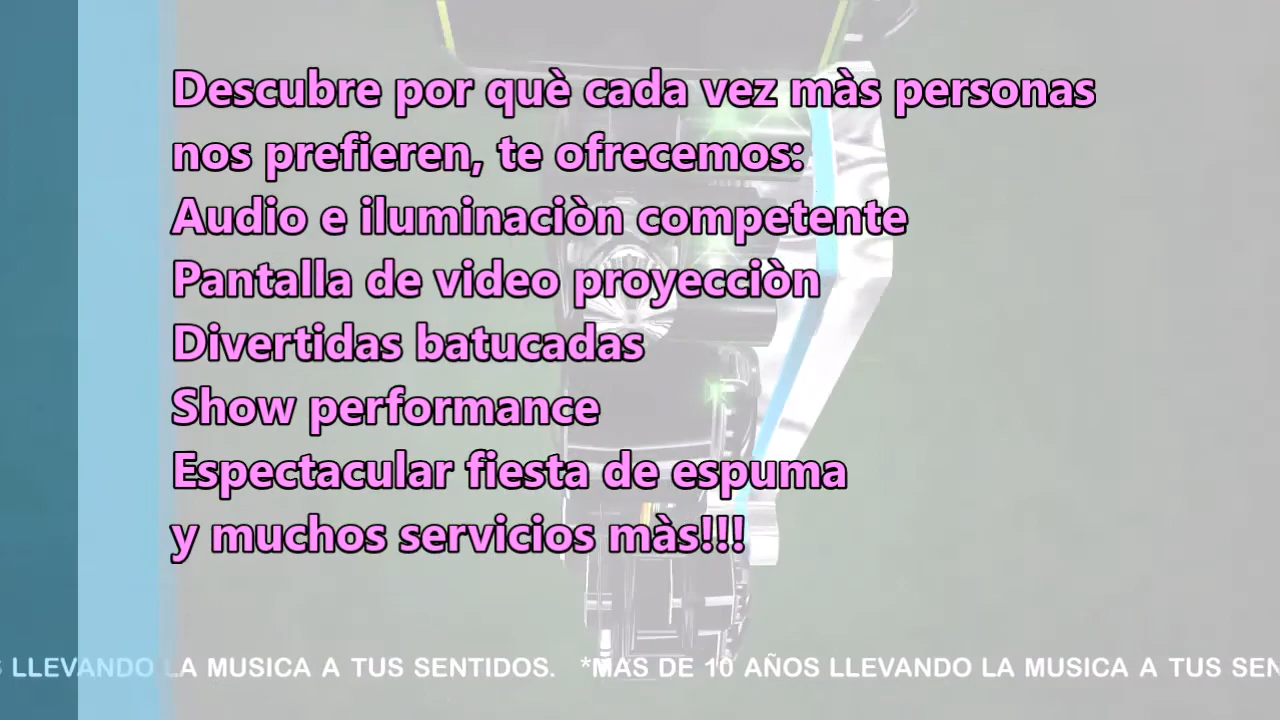 Descubre por què cada vez màs personas
nos prefieren, te ofrecemos:
Audio e iluminaciòn competente
Pantalla de video proyecciòn
Divertidas batucadas
Show performance
Espectacular fiesta de espuma
y muchos servicios màs!!!
LLEVANDO LA MUSICA A TUS SENTIDOS. *MAS DE 10 AÑOS LLEVANDO LA MUSICA A TUS SEN